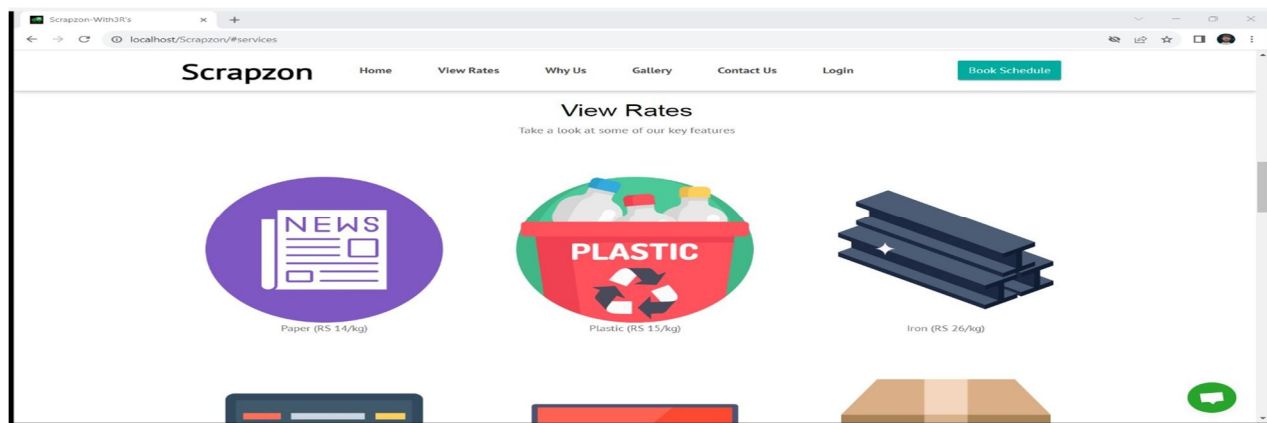 Scrapzon-With3R's
localhost/Scrapzon/#services
Scrapzon Home View Rates Why Us Gallery Contact Us Login Book Schedule
View Rates
Take a look at some of our key features
NEWS
PLASTIC
Paper (RS 14/kg) Plastic (RS 15/kg) Iron (RS 26/kg)